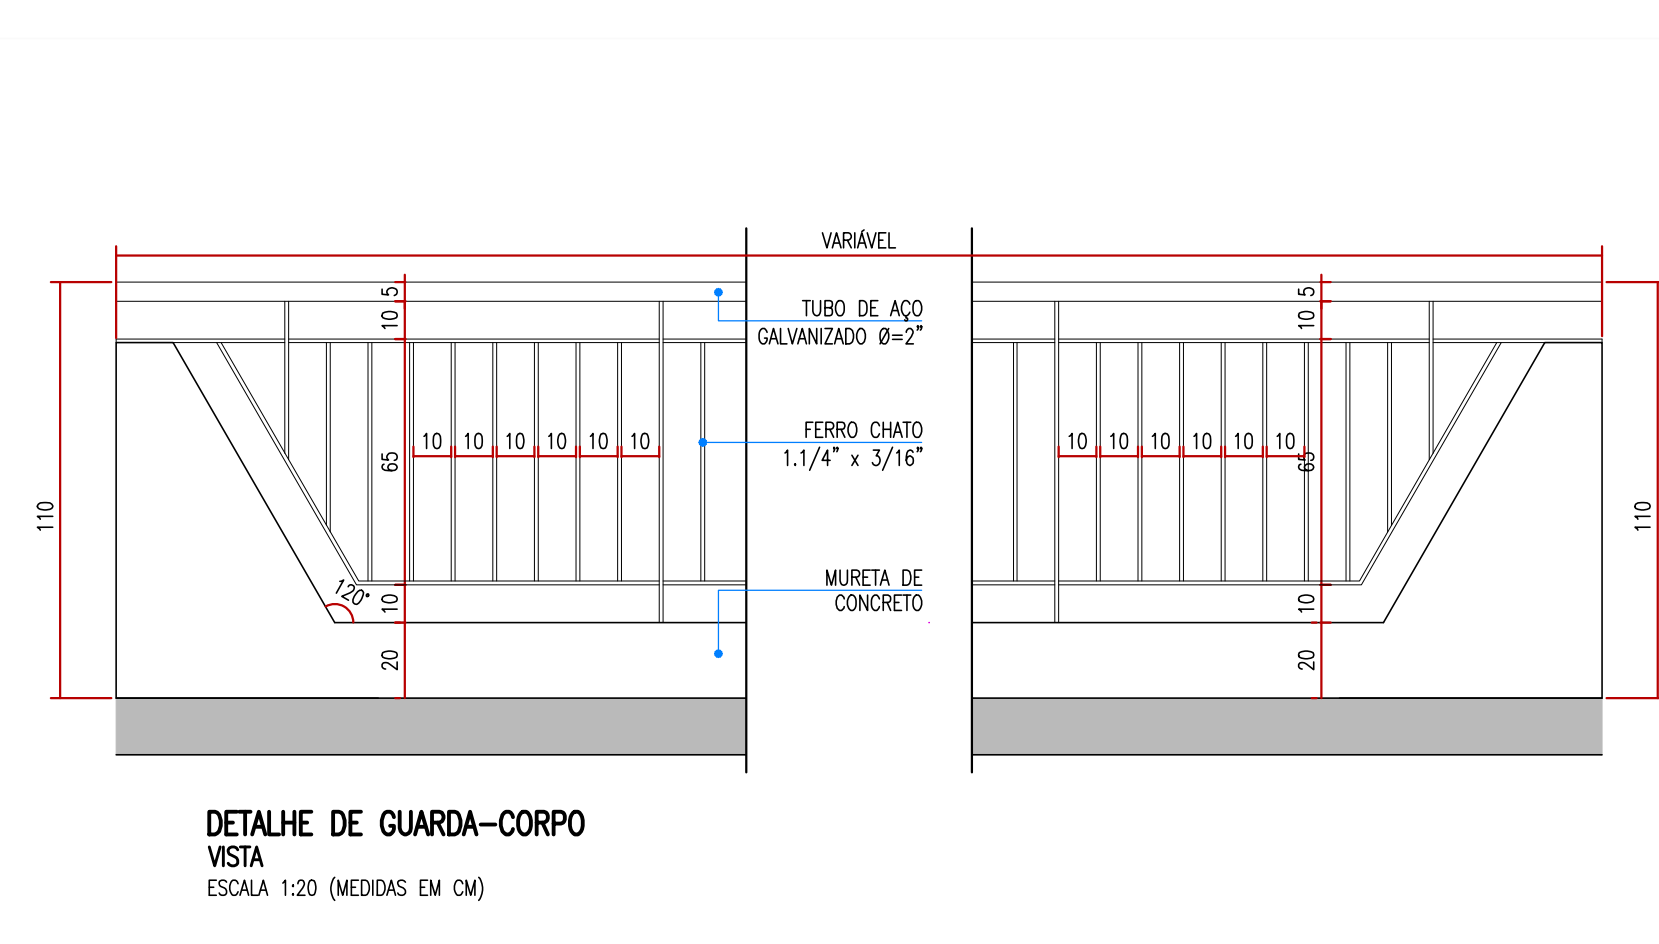 VARIÁVEL
5
10
65
10
20
110
120°
10 10 10 10 10 10
TUBO DE AÇO
GALVANIZADO Ø=2”
FERRO CHATO
1.1/4” x 3/16”
MURETA DE
CONCRETO
10 10 10 10 10 10
5
10
65
10
20
110
DETALHE DE GUARDA-CORPO
VISTA
ESCALA 1:20 (MEDIDAS EM CM)